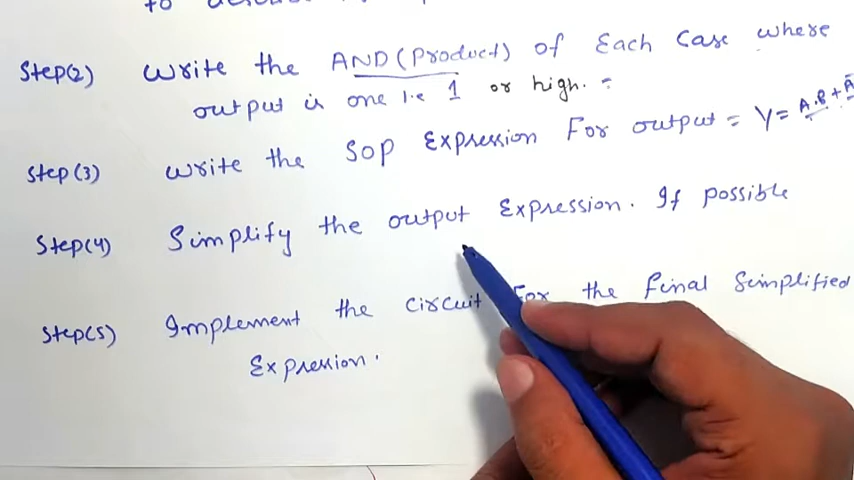 to
Step(2) Write the AND (Product) of Each Case where
output is one i.e 1 or high. =
Step(3) Write the SOP Expression For output = Y = A.B + A̅
Step(4) Simplify the output Expression. If possible
Step(5) Implement the circuit For the final Simplified
Expression.